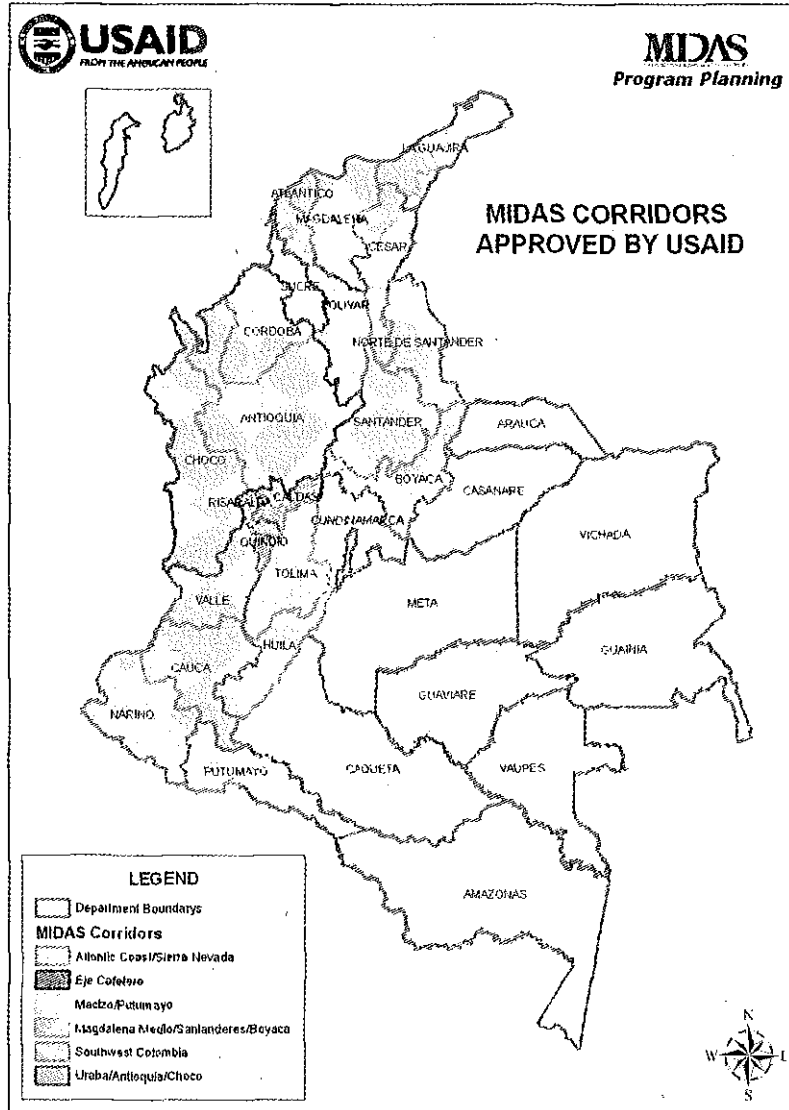 USAID
FROM THE AMERICAN PEOPLE
MIDAS
Program Planning
MIDAS CORRIDORS
APPROVED BY USAID
LAGUAJIRA
ATLANTICO
MAGDALENA
CESAR
SUCRE
BOLIVAR
CORDOBA
NORTE DE SANTANDER
ANTIOQUIA
SANTANDER
ARAUCA
CHOCO
BOYACA
CASANARE
RISARALDA
CALDAS
CUNDINAMARCA
VICHADA
QUINDIO
TOLIMA
VALLE
META
HUILA
GUAINIA
CAUCA
GUAVIARE
NARINO
CAQUETA
VAUPES
PUTUMAYO
AMAZONAS
LEGEND
Department Boundarys
MIDAS Corridors
Atlantic Coast/Sierra Nevada
Eje Cafetero
Macizo/Putumayo
Magdalena Medio/Santanderes/Boyaca
Southwest Colombia
Uraba/Antioquia/Choco
N
W
S